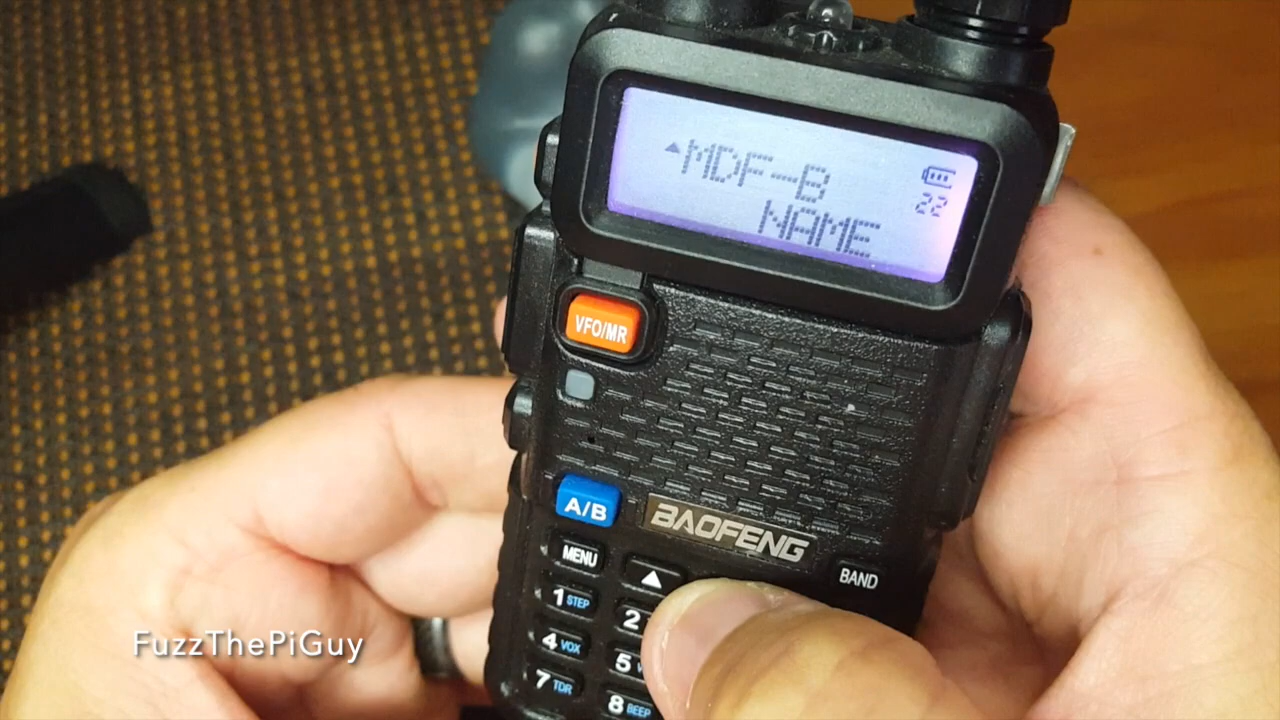 MDF-B
22
NAME
VFO/MR
A/B
BAOFENG
MENU
BAND
1 STEP
2
4 VOX
5
7 TDR
8 BEEP
FuzzThePiGuy